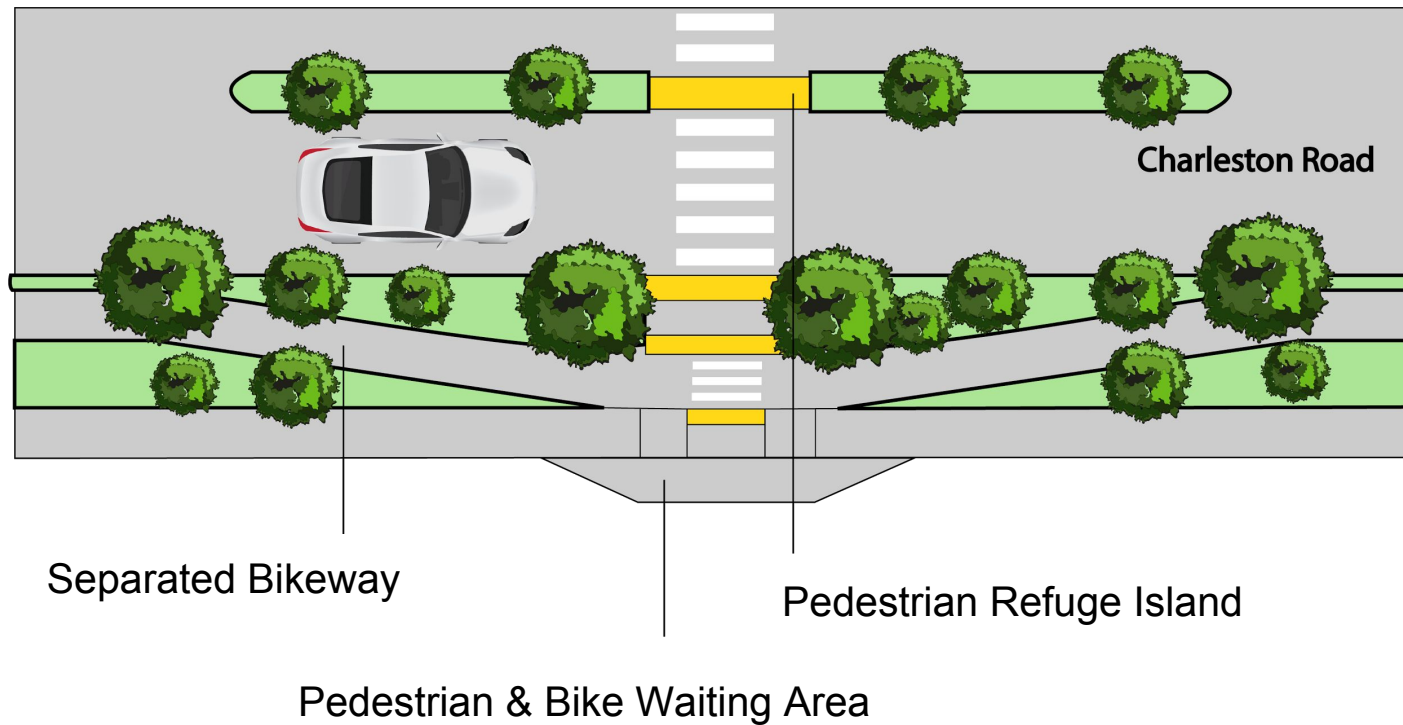 Charleston Road
Separated Bikeway
Pedestrian Refuge Island
Pedestrian & Bike Waiting Area